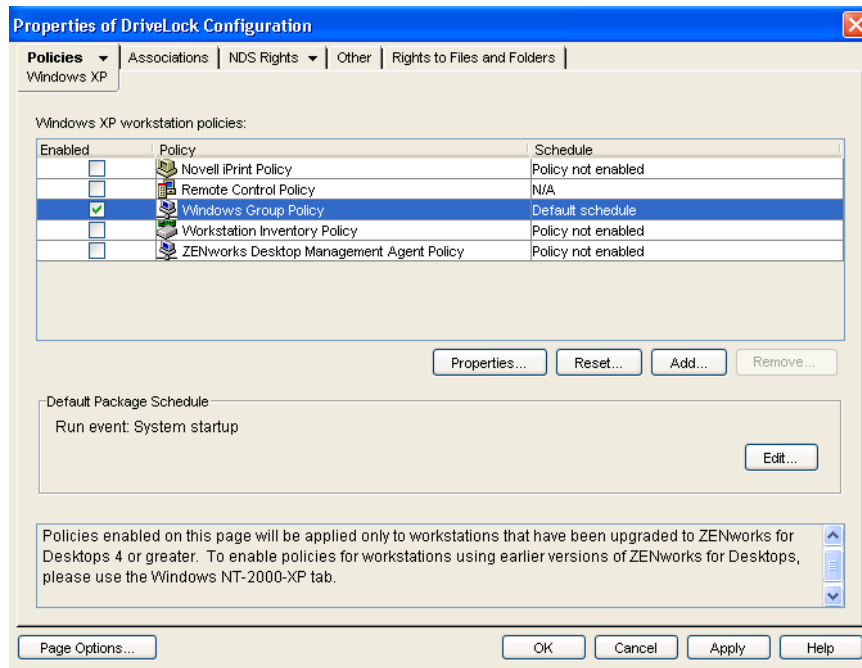 Properties of DriveLock Configuration
Policies Associations NDS Rights Other Rights to Files and Folders
Windows XP
Windows XP workstation policies:
Enabled Policy Schedule
Novell iPrint Policy Policy not enabled
Remote Control Policy N/A
Windows Group Policy Default schedule
Workstation Inventory Policy Policy not enabled
ZENworks Desktop Management Agent Policy Policy not enabled
Properties... Reset... Add... Remove...
Default Package Schedule
Run event: System startup
Edit...
Policies enabled on this page will be applied only to workstations that have been upgraded to ZENworks for
Desktops 4 or greater. To enable policies for workstations using earlier versions of ZENworks for Desktops,
please use the Windows NT-2000-XP tab.
Page Options... OK Cancel Apply Help